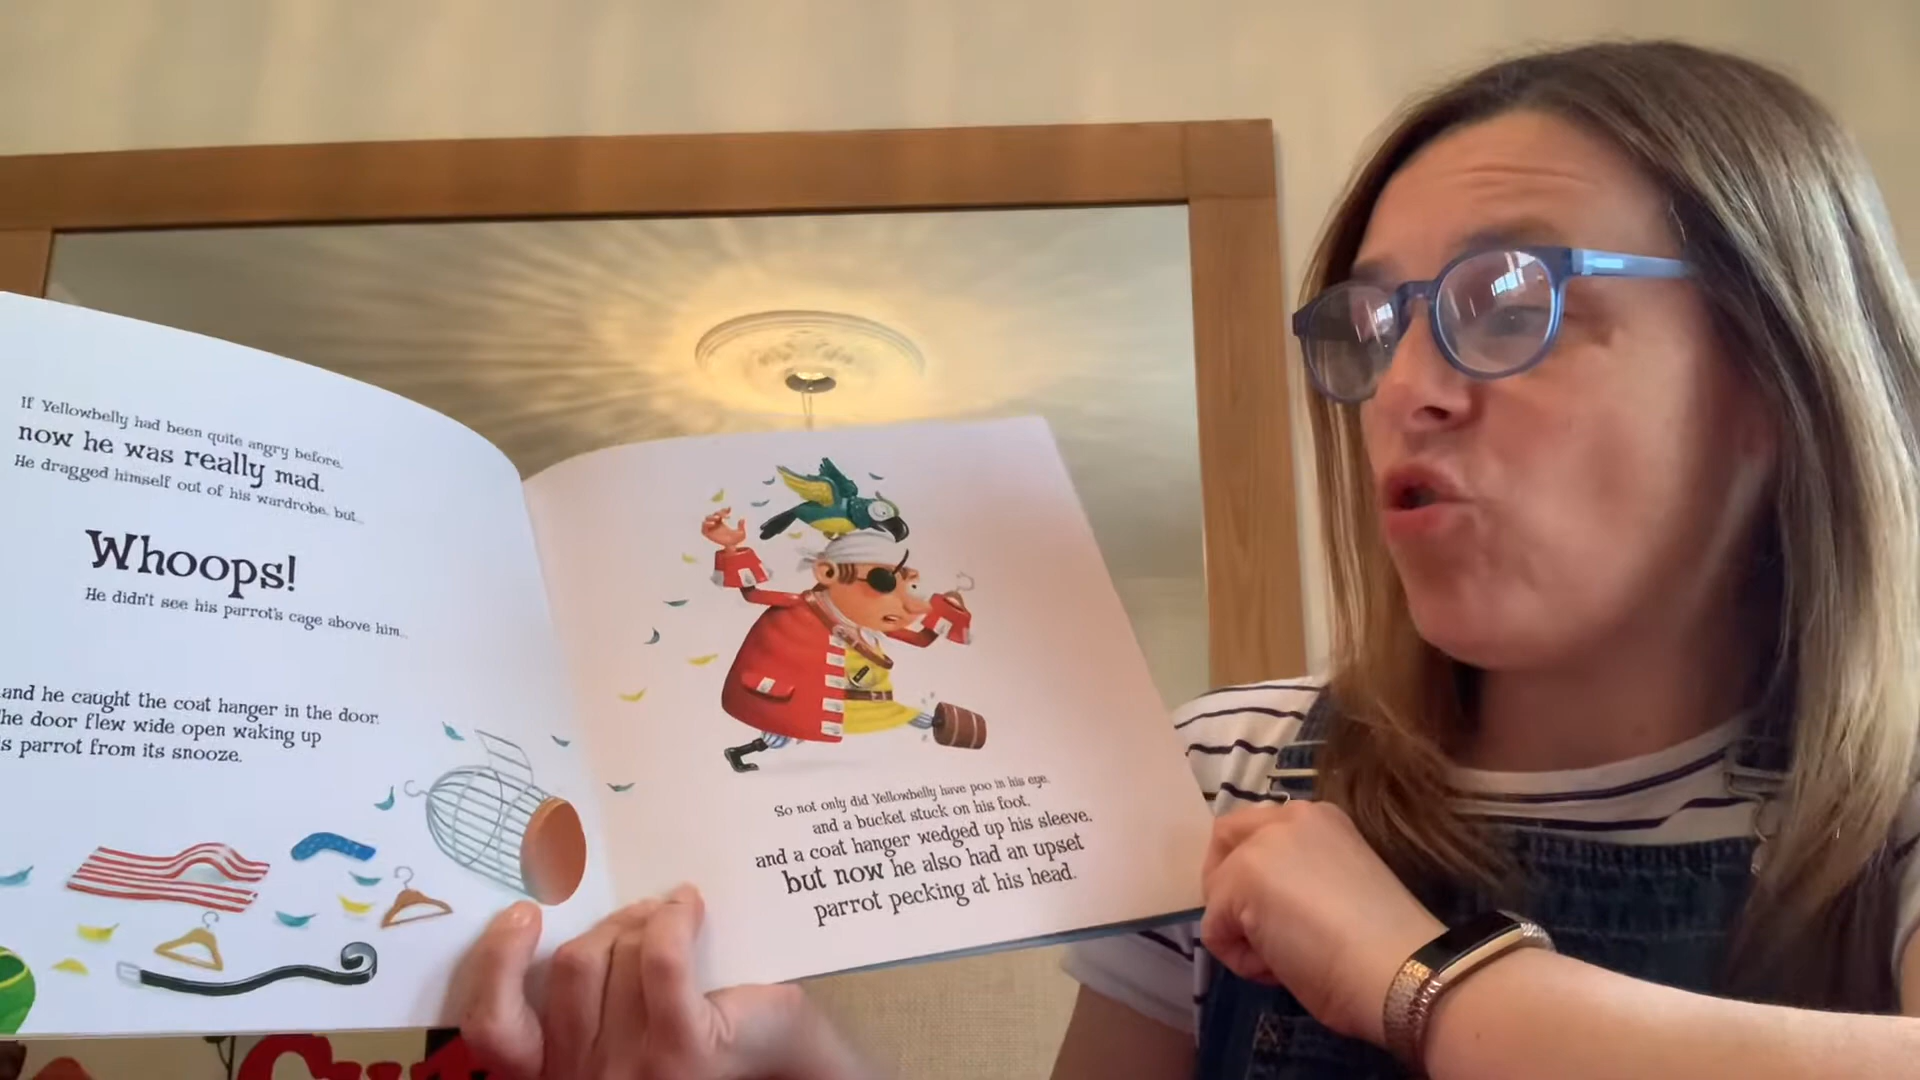 If Yellowbelly had been quite angry before,
now he was really mad.
He dragged himself out of his wardrobe, but...
Whoops!
He didn't see his parrot's cage above him...
and he caught the coat hanger in the door.
he door flew wide open waking up
s parrot from its snooze.
So not only did Yellowbelly have poo in his eye,
and a bucket stuck on his foot,
and a coat hanger wedged up his sleeve,
but now he also had an upset
parrot pecking at his head.